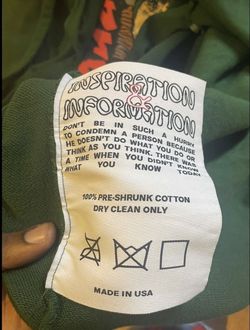 INSPIRATION
&
INFORMATION
DON'T BE IN SUCH A HURRY
TO CONDEMN A PERSON BECAUSE
HE DOESN'T DO WHAT YOU DO OR
THINK AS YOU THINK. THERE WAS
A TIME WHEN YOU DIDN'T KNOW
WHAT YOU KNOW TODAY
100% PRE-SHRUNK COTTON
DRY CLEAN ONLY
MADE IN USA